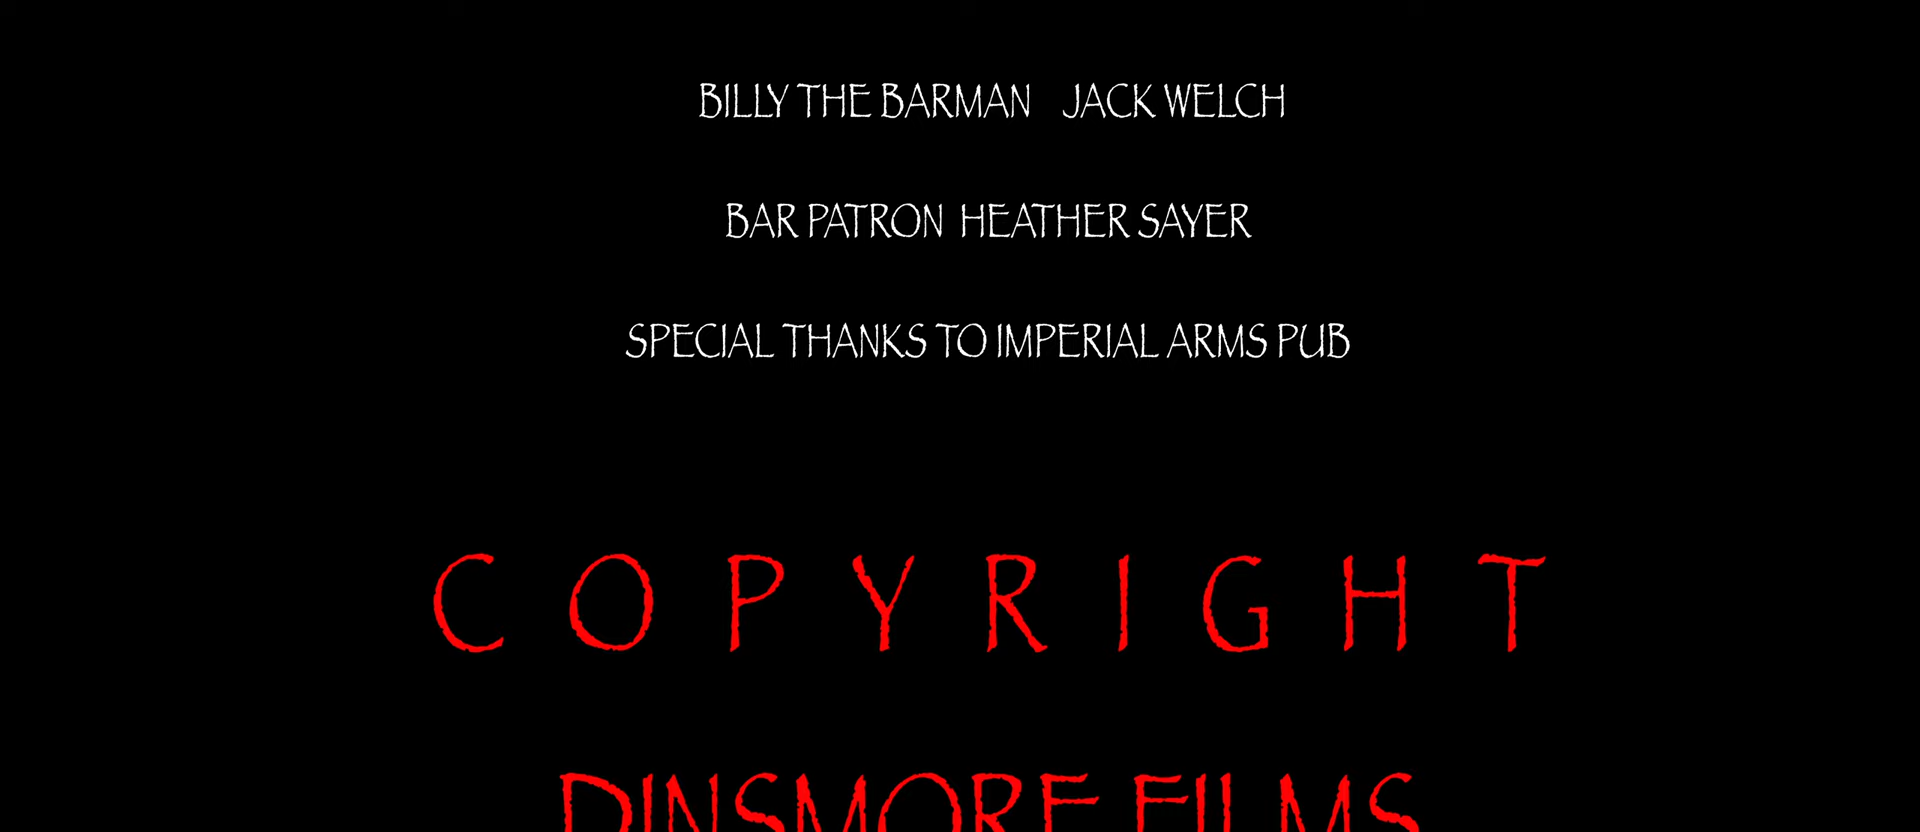 BILLY THE BARMAN JACK WELCH
BAR PATRON HEATHER SAYER
SPECIAL THANKS TO IMPERIAL ARMS PUB
COPYRIGHT
DINSMORE FILMS